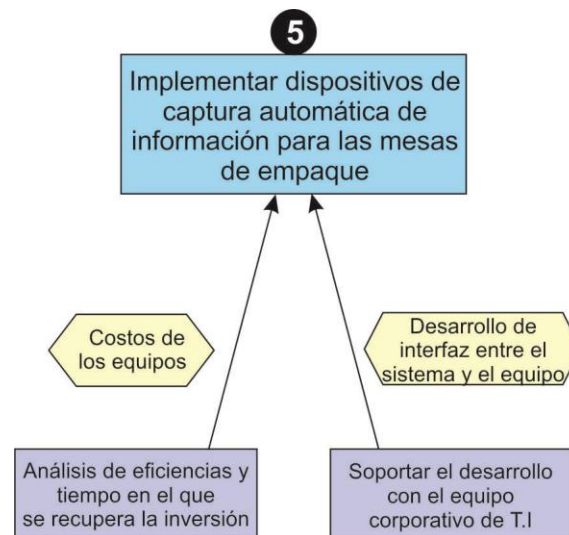 5
Implementar dispositivos de
captura automática de
información para las mesas
de empaque
Costos de
los equipos
Desarrollo de
interfaz entre el
sistema y el equipo
Análisis de eficiencias y
tiempo en el que
se recupera la inversión
Soportar el desarrollo
con el equipo
corporativo de T.I